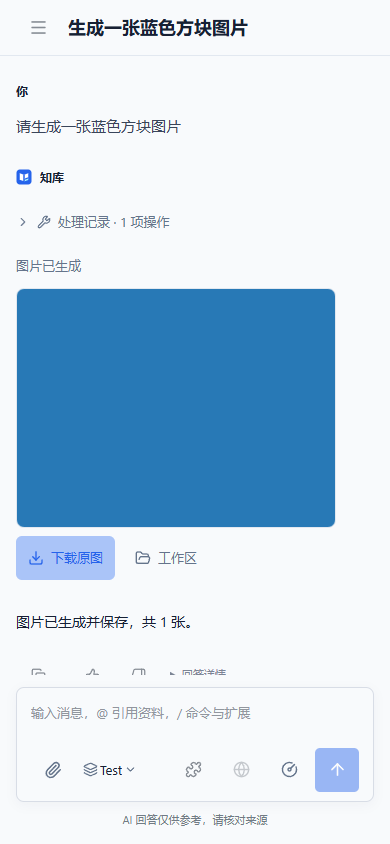 生成一张蓝色方块图片
你
请生成一张蓝色方块图片
知库
处理记录 · 1 项操作
图片已生成
下载原图
工作区
图片已生成并保存，共 1 张。
回答详情
输入消息，@ 引用资料，/ 命令与扩展
Test
AI 回答仅供参考，请核对来源